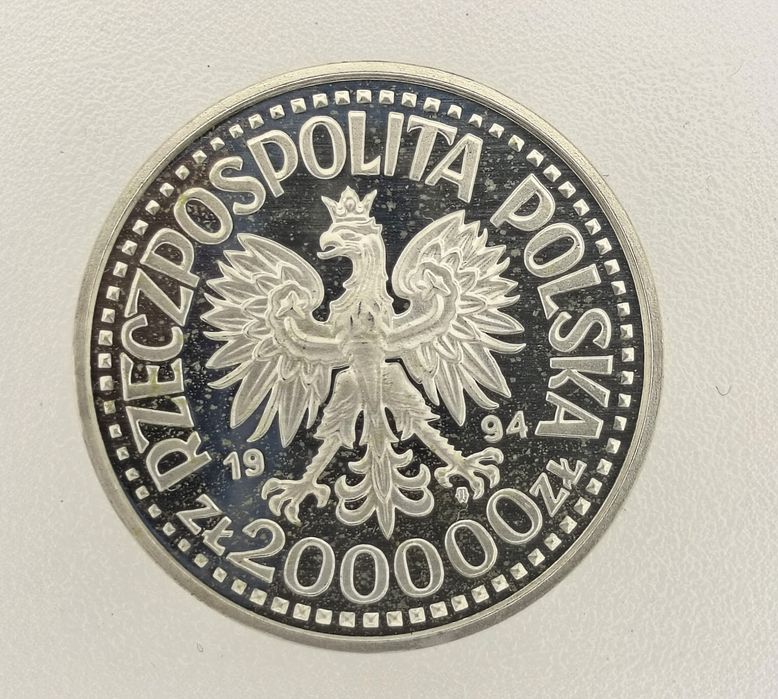 RZECZPOSPOLITA POLSKA
19 94
ZŁ 200000 ZŁ